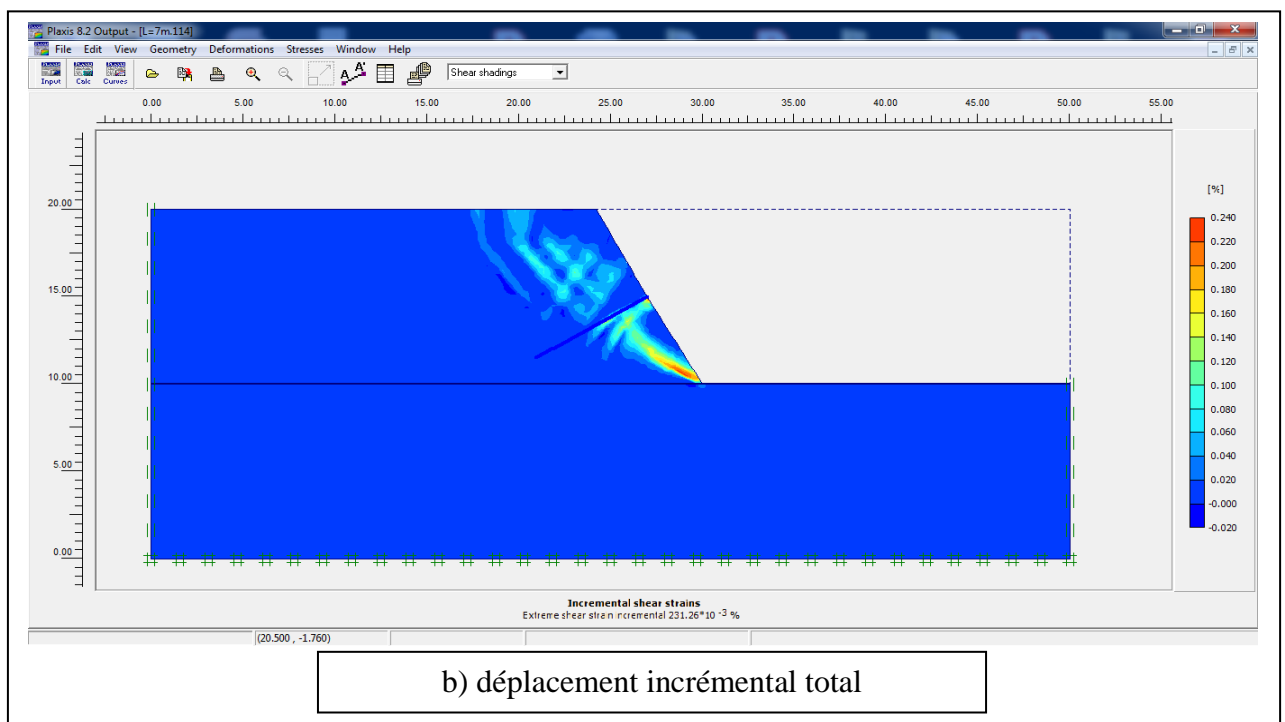 Plaxis 8.2 Output - [L=7m.114]
File Edit View Geometry Deformations Stresses Window Help
Input Calc Curves A A' Shear shadings
0.00 5.00 10.00 15.00 20.00 25.00 30.00 35.00 40.00 45.00 50.00 55.00
20.00
15.00
10.00
5.00
0.00
[%]
0.240
0.220
0.200
0.180
0.160
0.140
0.120
0.100
0.080
0.060
0.040
0.020
-0.000
-0.020
Incremental shear strains
Extreme shear strain incremental 231.26*10 -3 %
(20.500 , -1.760)
b) déplacement incrémental total